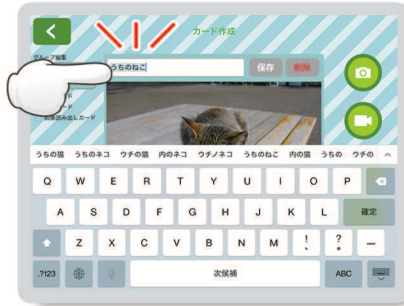 カード作成
グループ編集
うちのねこ 保存 削除
うちの猫 うちのネコ ウチの猫 内のネコ ウチノネコ うちのねこ 内の猫 うちの ウチの
Q W E R T Y U I O P
A S D F G H J K L 確定
Z X C V B N M ! 、 ? 。 ー
.?123 次候補 ABC